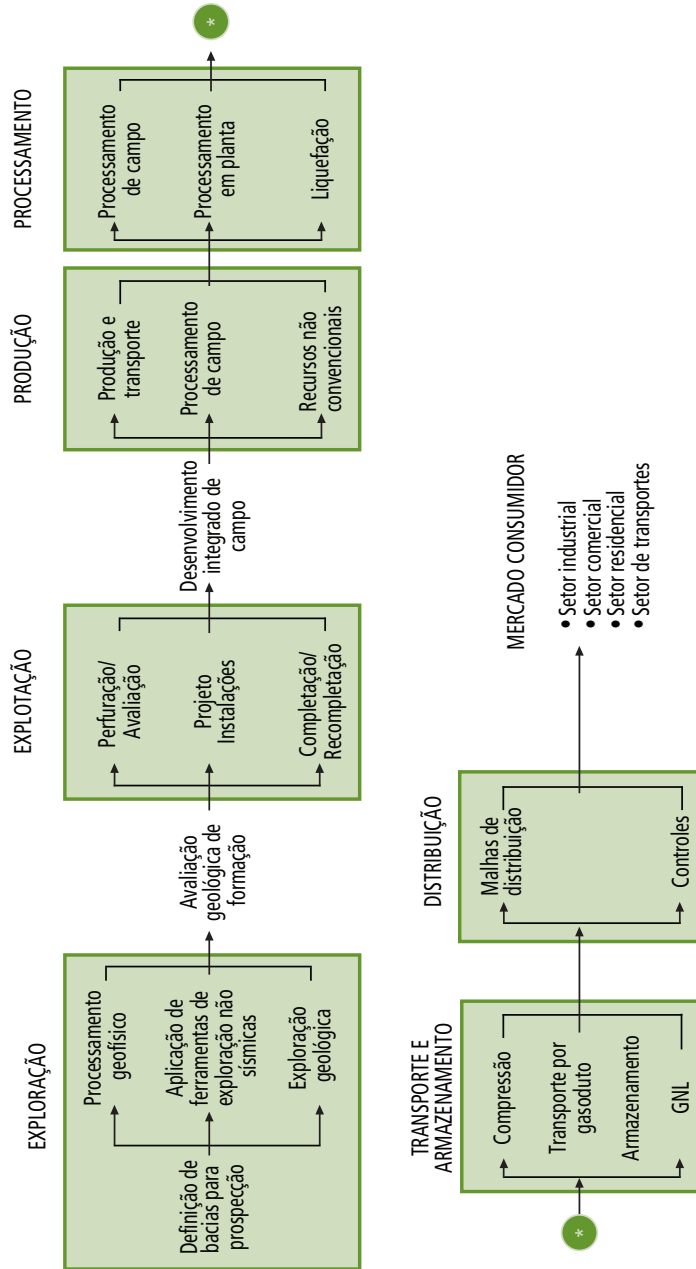 EXPLORAÇÃO
Definição de
bacias para
prospecção
Processamento
geofísico
Aplicação de
ferramentas de
exploração não
sísmicas
Exploração
geológica
Avaliação
geológica de
formação
EXPLOTAÇÃO
Perfuração/
Avaliação
Projeto
Instalações
Completação/
Recompletação
Desenvolvimento
integrado de
campo
PRODUÇÃO
Produção e
transporte
Processamento
de campo
Recursos não
convencionais
PROCESSAMENTO
Processamento
de campo
Processamento
em planta
Liquefação
*
*
TRANSPORTE E
ARMAZENAMENTO
Compressão
Transporte por
gasoduto
Armazenamento
GNL
DISTRIBUIÇÃO
Malhas de
distribuição
Controles
MERCADO CONSUMIDOR
• Setor industrial
• Setor comercial
• Setor residencial
• Setor de transportes